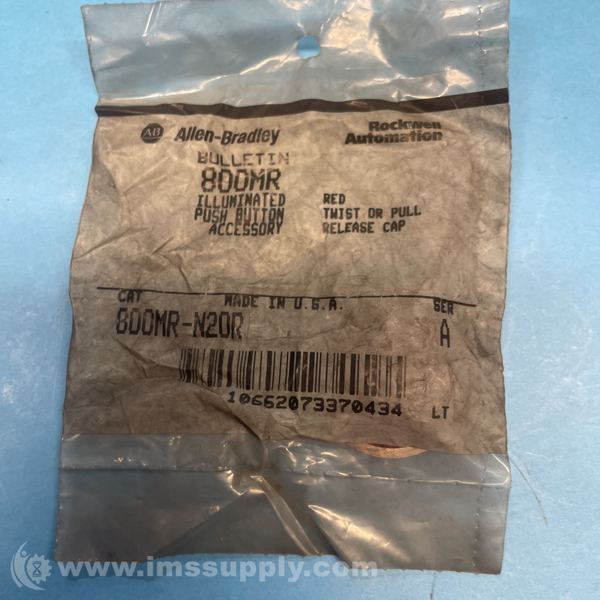 AB Allen-Bradley
Rockwell
Automation
BULLETIN
800MR
ILLUMINATED RED
PUSH BUTTON TWIST OR PULL
ACCESSORY RELEASE CAP
CAT MADE IN U.S.A. SER
800MR-N20R A
10662073370434 LT
www.imssupply.com